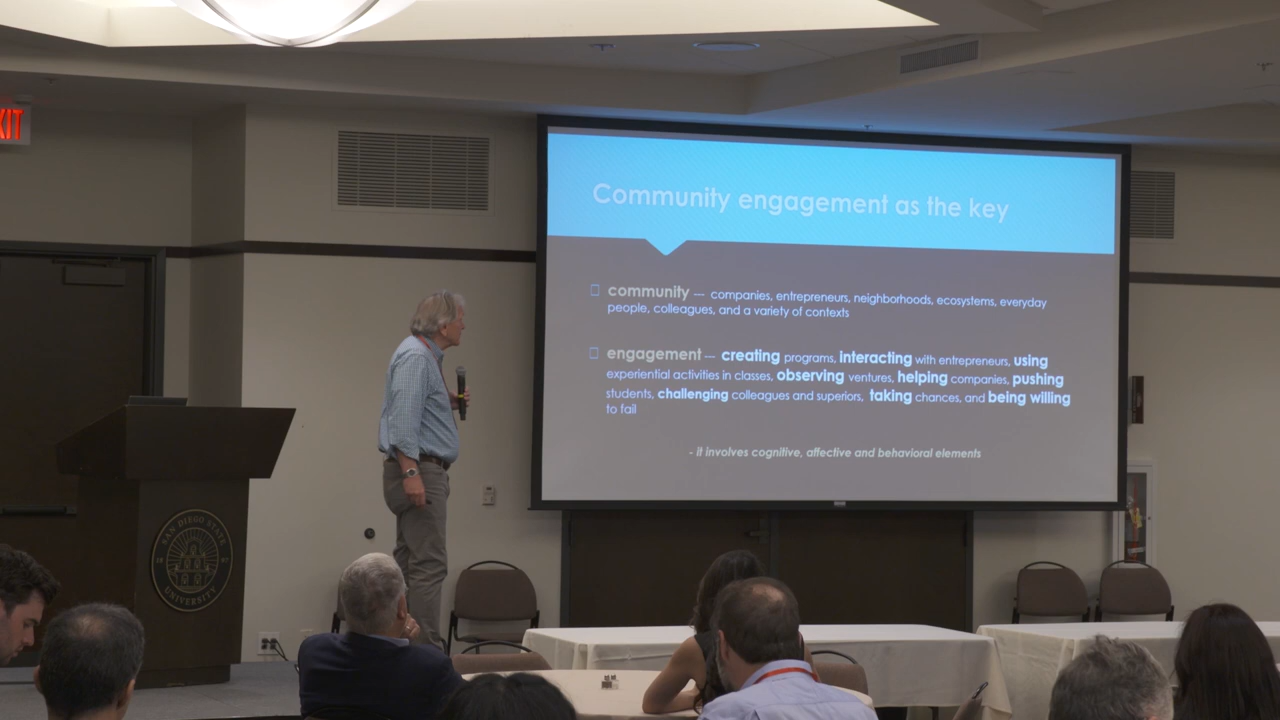 XIT
Community engagement as the key
community --- companies, entrepreneurs, neighborhoods, ecosystems, everyday
people, colleagues, and a variety of contexts
engagement --- creating programs, interacting with entrepreneurs, using
experiential activities in classes, observing ventures, helping companies, pushing
students, challenging colleagues and superiors, taking chances, and being willing
to fail
- it involves cognitive, affective and behavioral elements
SAN DIEGO STATE
UNIVERSITY